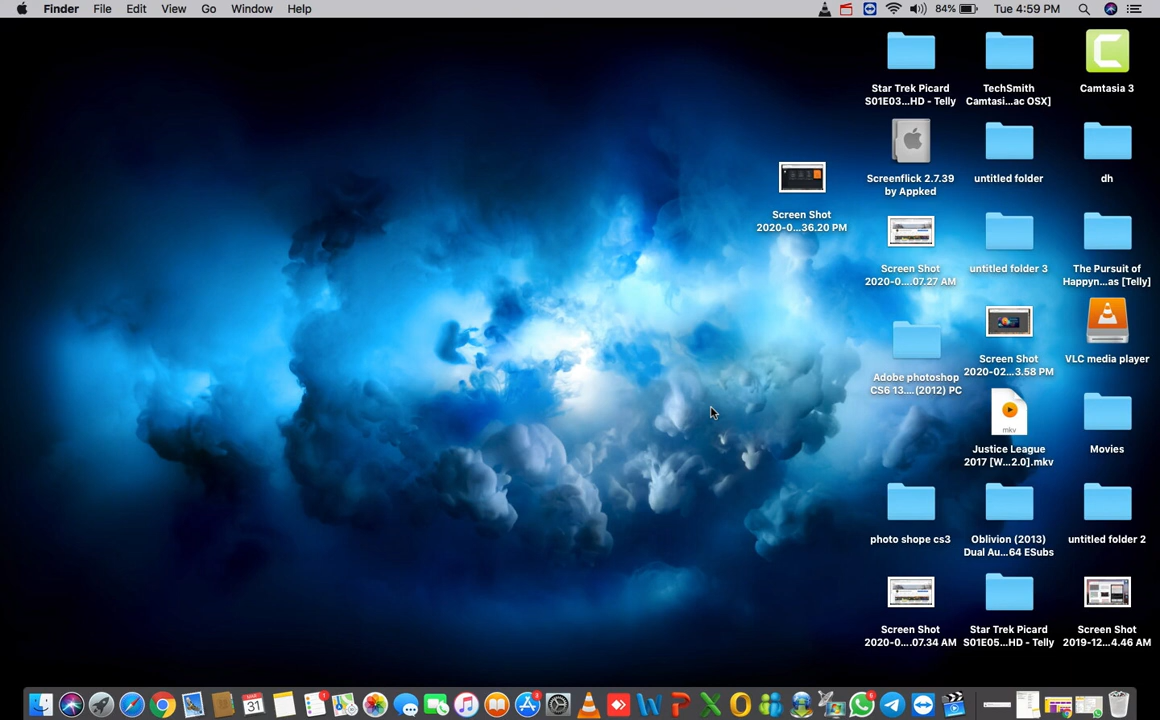 Finder File Edit View Go Window Help 84% Tue 4:59 PM
Star Trek Picard
S01E03...HD - Telly
TechSmith
Camtasi...ac OSX]
Camtasia 3
Screenflick 2.7.39
by Appked
untitled folder
dh
Screen Shot
2020-0...36.20 PM
Screen Shot
2020-0....07.27 AM
untitled folder 3
The Pursuit of
Happyn...as [Telly]
Adobe photoshop
CS6 13....(2012) PC
Screen Shot
2020-02...3.58 PM
VLC media player
mkv
Justice League
2017 [W...2.0].mkv
Movies
photo shope cs3
Oblivion (2013)
Dual Au...64 ESubs
untitled folder 2
Screen Shot
2020-0....07.34 AM
Star Trek Picard
S01E05...HD - Telly
Screen Shot
2019-12...4.46 AM
MAR
31